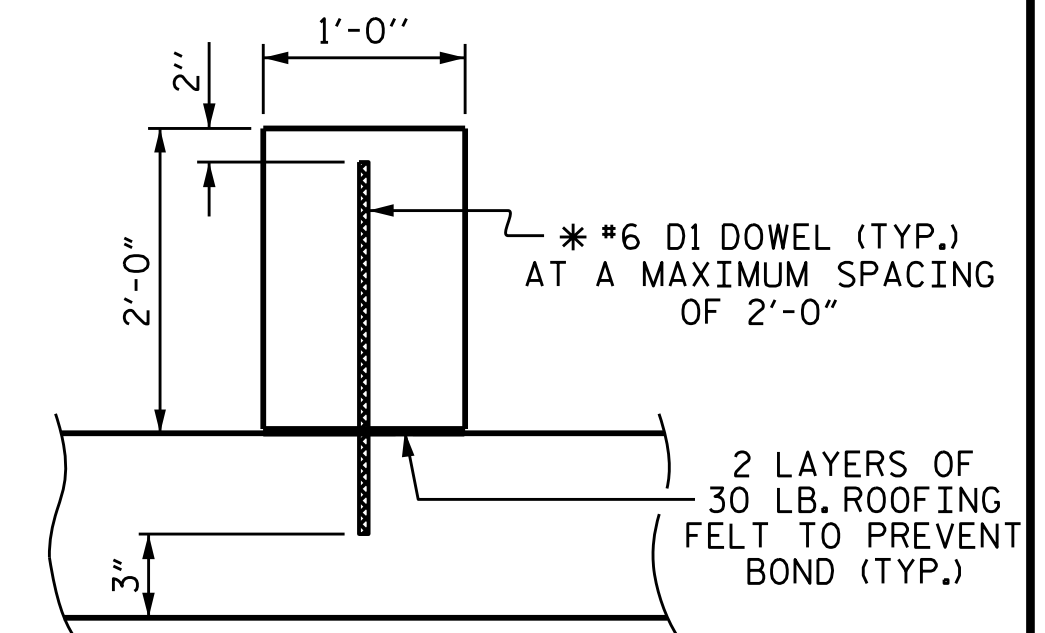 1'-0''
2''
2'-0"
* #6 D1 DOWEL (TYP.)
AT A MAXIMUM SPACING
OF 2'-0"
2 LAYERS OF
30 LB. ROOFING
FELT TO PREVENT
BOND (TYP.)
3"